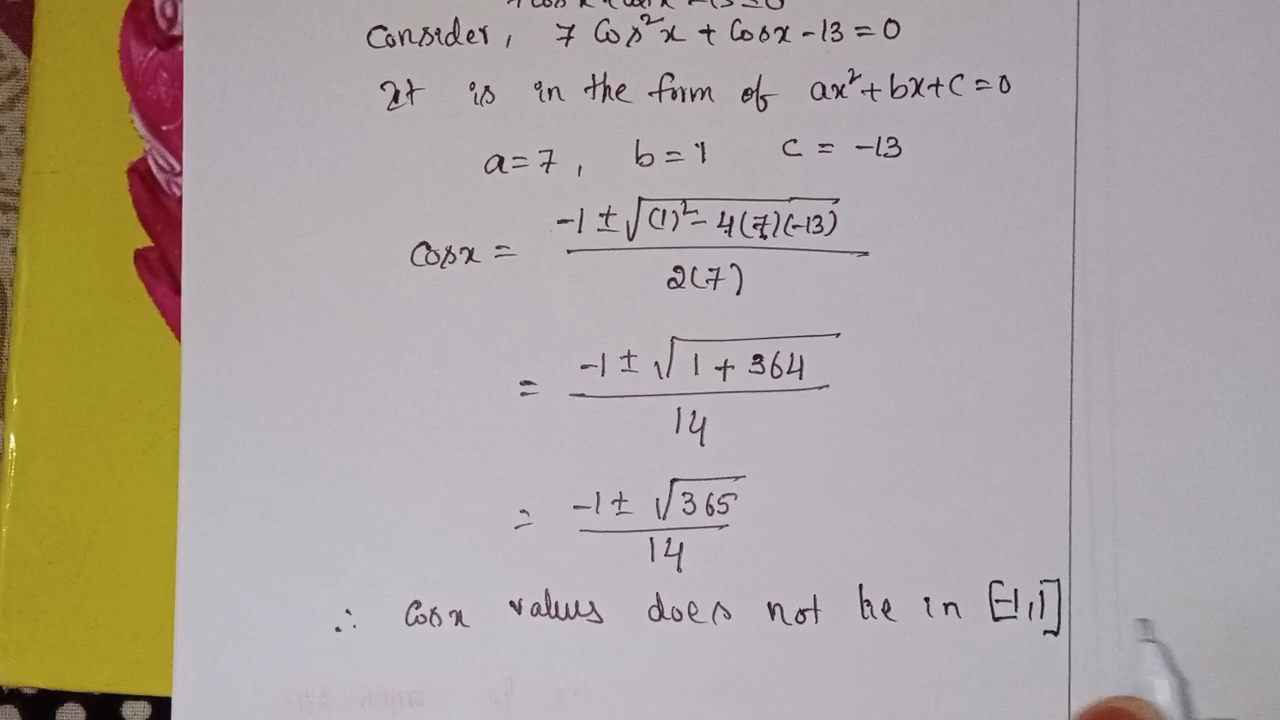 Consider, 7 Cos²x + Cosx - 13 = 0
It is in the form of ax² + bx + c = 0
a = 7, b = 1 c = -13
Cosx = (-1 ± √((1)² - 4(7)(-13))) / 2(7)
= (-1 ± √(1 + 364)) / 14
= (-1 ± √365) / 14
∴ Cosx values does not lie in [-1,1]